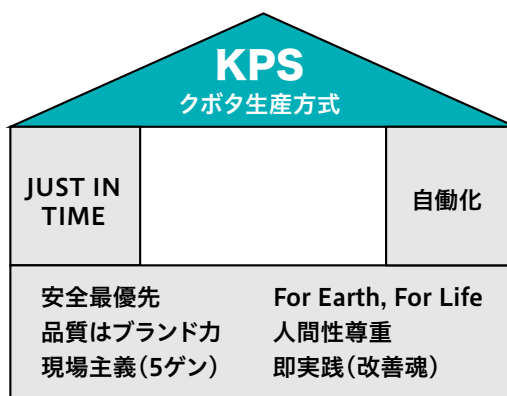 KPS
クボタ生産方式
JUST IN
TIME
自働化
安全最優先
品質はブランド力
現場主義(5ゲン)
For Earth, For Life
人間性尊重
即実践(改善魂)